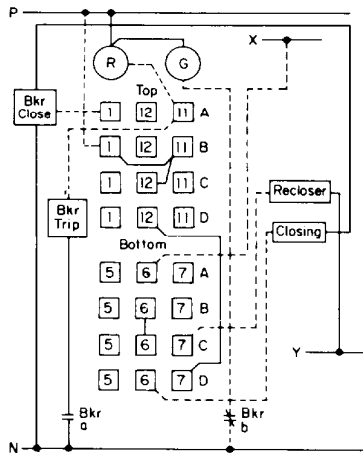 P
X
R
G
Top
Bkr
Close
1 12 11 A
1 12 11 B
1 12 11 C
Bkr
Trip
1 12 11 D
Bottom
Recloser
Closing
5 6 7 A
5 6 7 B
5 6 7 C
Y
5 6 7 D
Bkr
a
Bkr
b
N